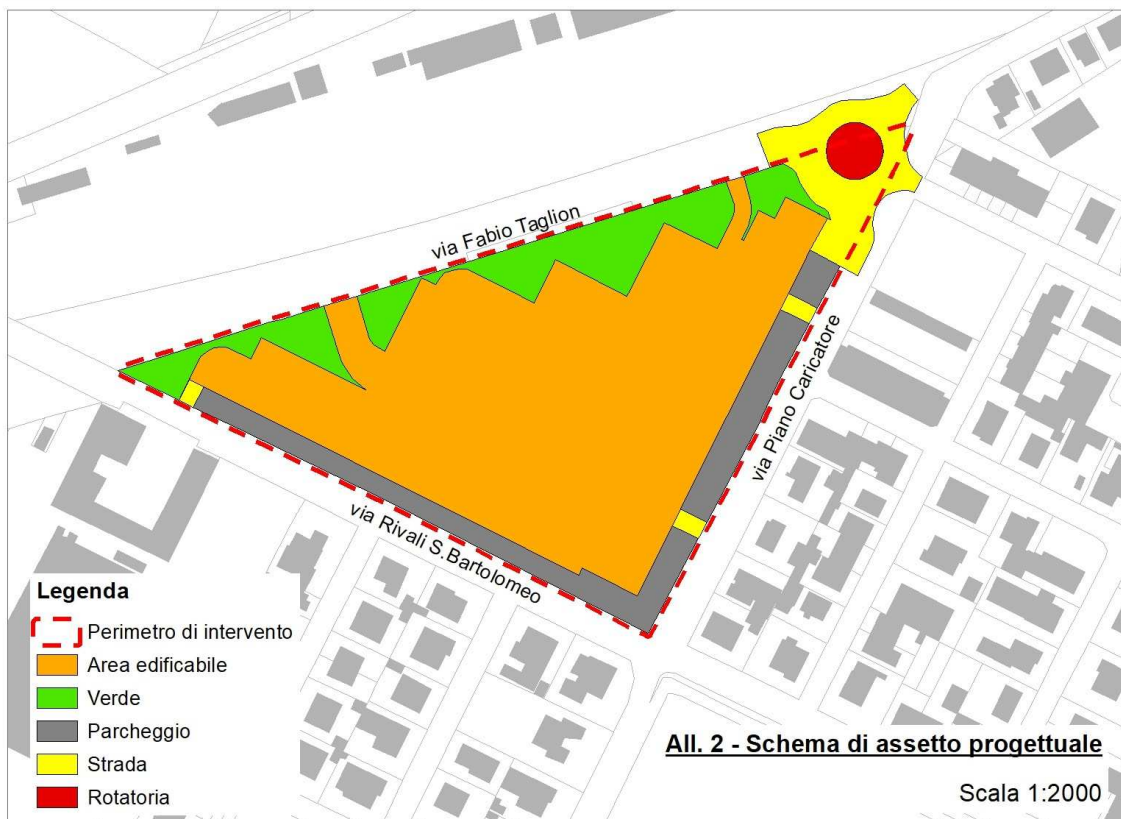 via Fabio Taglion
via Piano Caricatore
via Rivali S.Bartolomeo
Legenda
Perimetro di intervento
Area edificabile
Verde
Parcheggio
Strada
Rotatoria
All. 2 - Schema di assetto progettuale
Scala 1:2000